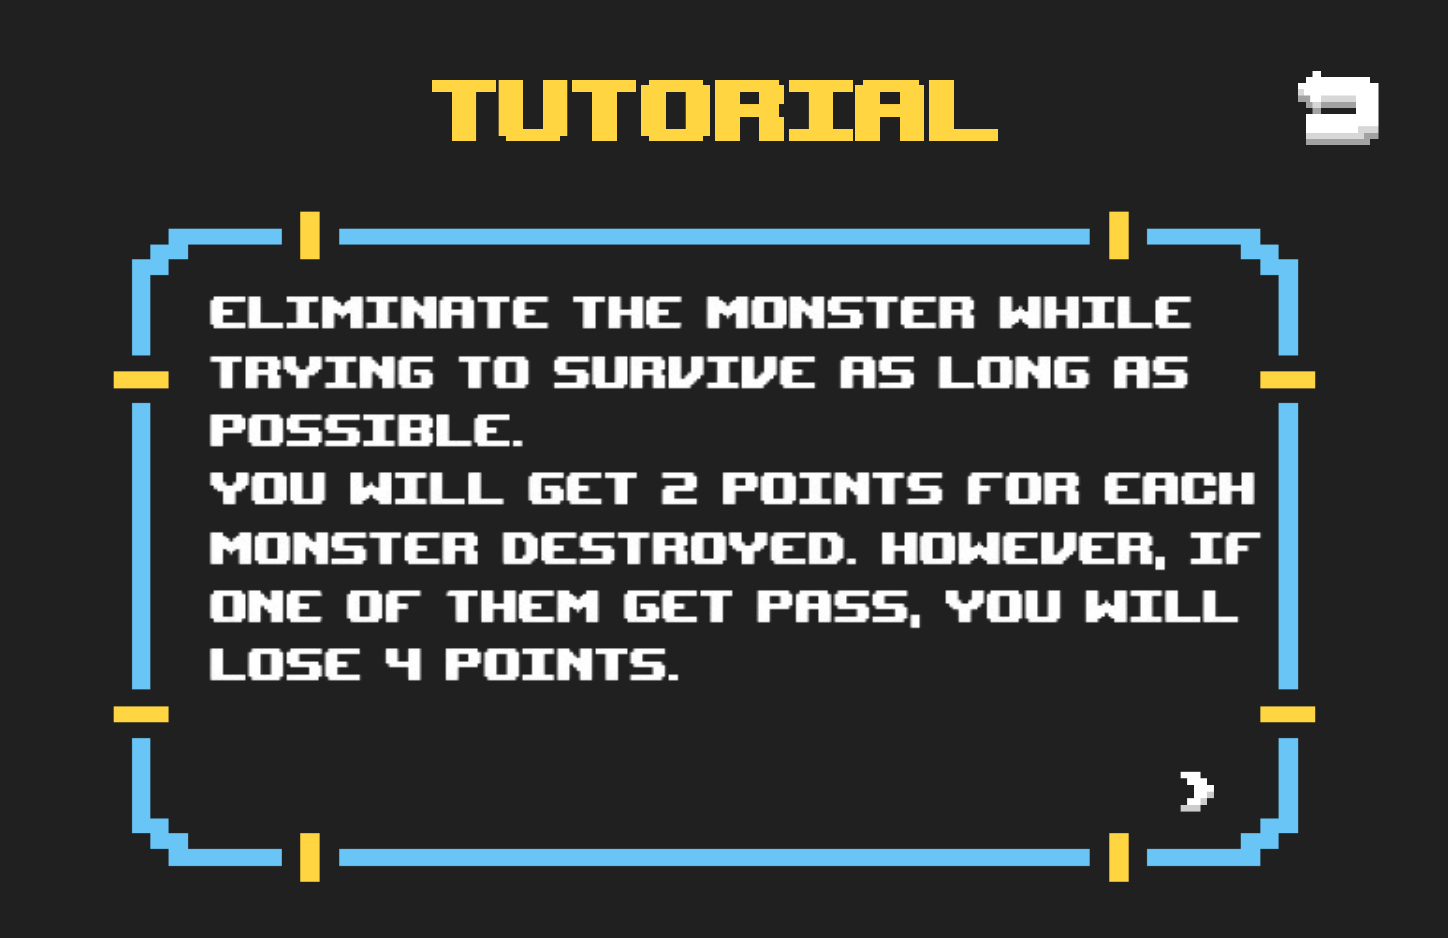 TUTORIAL
ELIMINATE THE MONSTER WHILE
TRYING TO SURVIVE AS LONG AS
POSSIBLE.
YOU WILL GET 2 POINTS FOR EACH
MONSTER DESTROYED. HOWEVER, IF
ONE OF THEM GET PASS, YOU WILL
LOSE 4 POINTS.